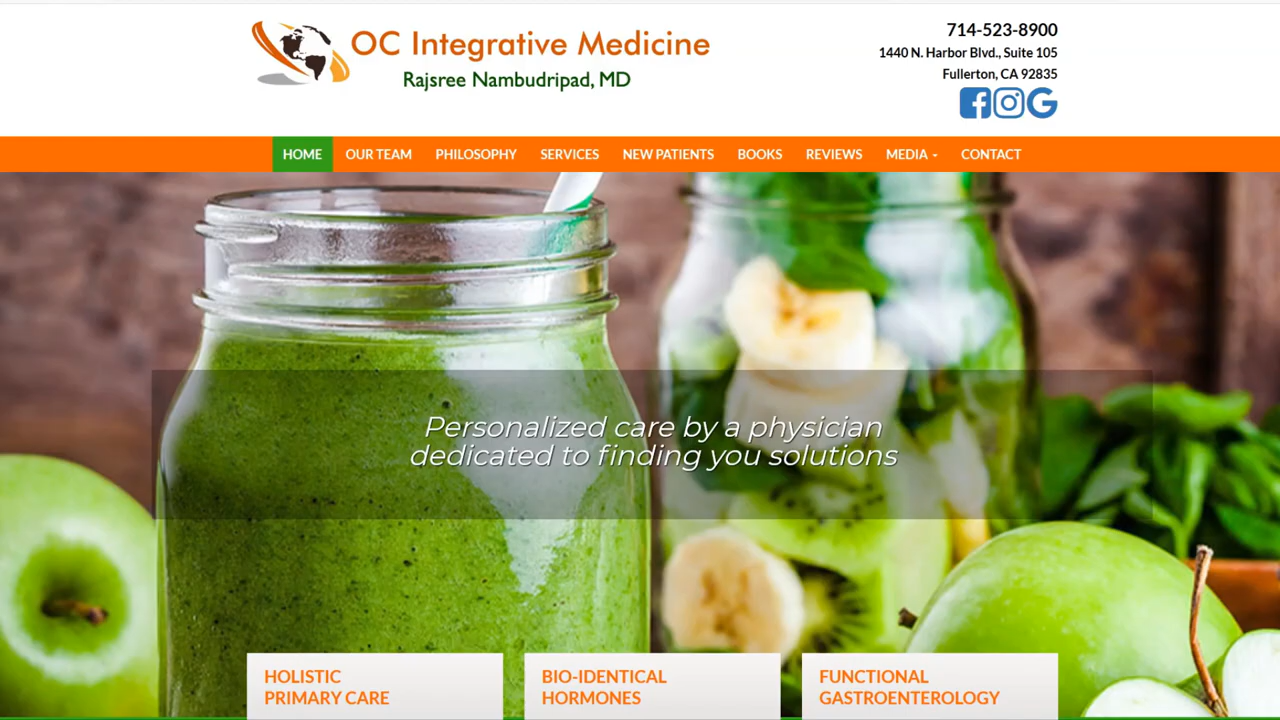 OC Integrative Medicine
Rajsree Nambudripad, MD
714-523-8900
1440 N. Harbor Blvd., Suite 105
Fullerton, CA 92835
HOME OUR TEAM PHILOSOPHY SERVICES NEW PATIENTS BOOKS REVIEWS MEDIA CONTACT
Personalized care by a physician
dedicated to finding you solutions
HOLISTIC
PRIMARY CARE
BIO-IDENTICAL
HORMONES
FUNCTIONAL
GASTROENTEROLOGY